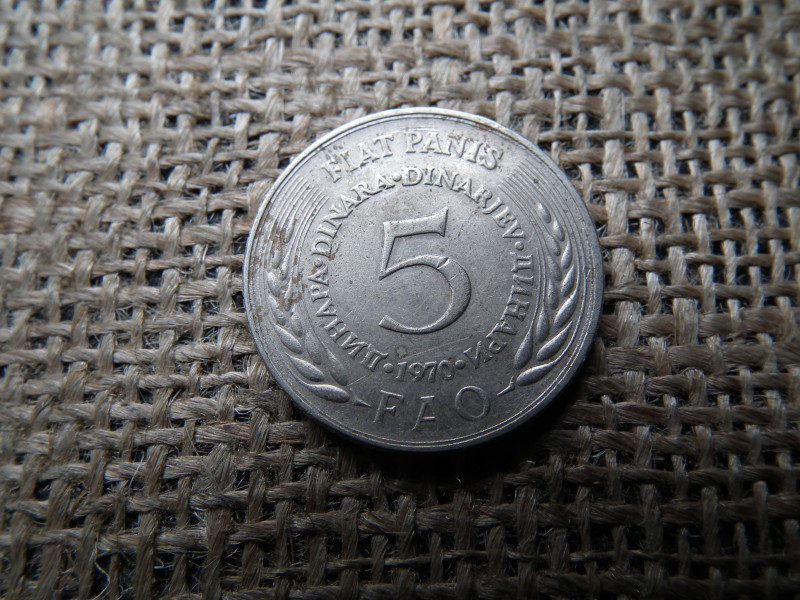 FIAT PANIS
ДИНАРА·DINARA·DINARJEV·ДИНАРИ
5
·1970·
FAO